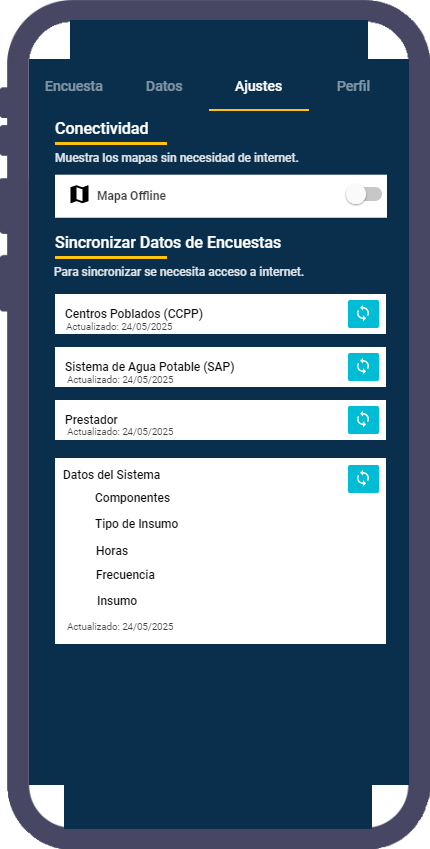 Encuesta Datos Ajustes Perfil
Conectividad
Muestra los mapas sin necesidad de internet.
Mapa Offline
Sincronizar Datos de Encuestas
Para sincronizar se necesita acceso a internet.
Centros Poblados (CCPP)
Actualizado: 24/05/2025
Sistema de Agua Potable (SAP)
Actualizado: 24/05/2025
Prestador
Actualizado: 24/05/2025
Datos del Sistema
Componentes
Tipo de Insumo
Horas
Frecuencia
Insumo
Actualizado: 24/05/2025